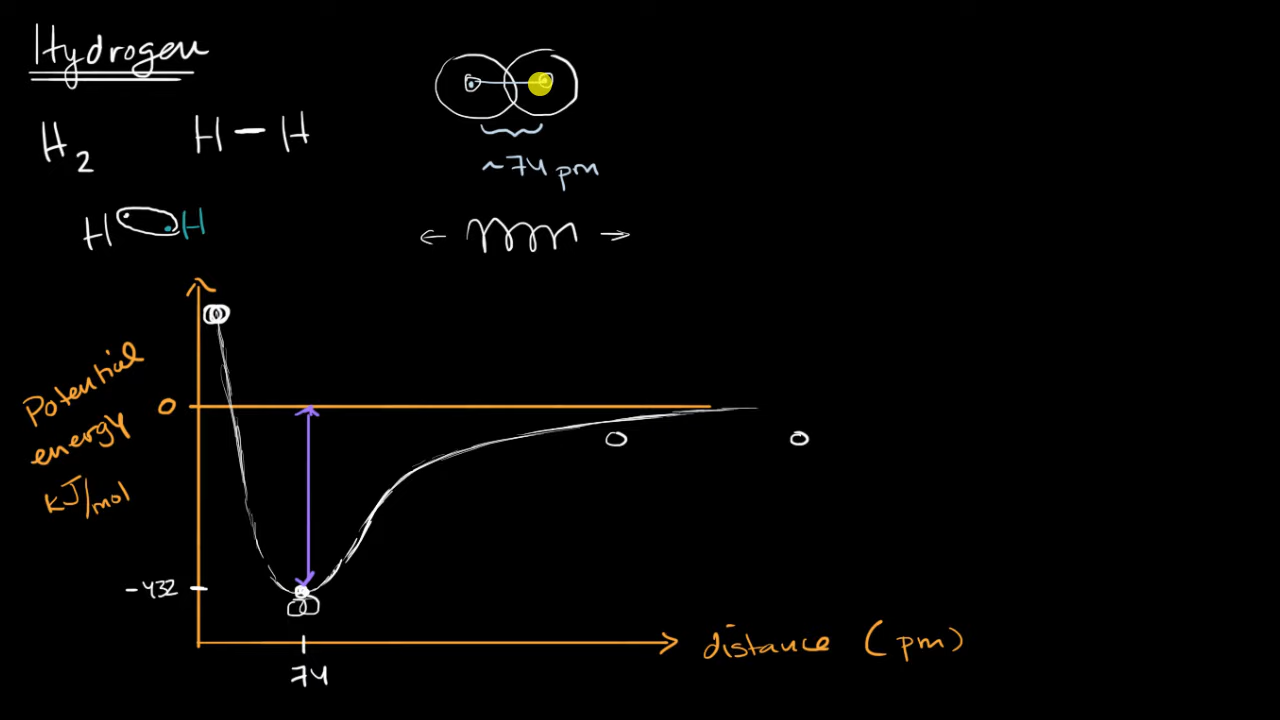 Hydrogen
H2 H–H
~74 pm
H H
Potential
energy
kJ/mol
0
-432
74
distance (pm)